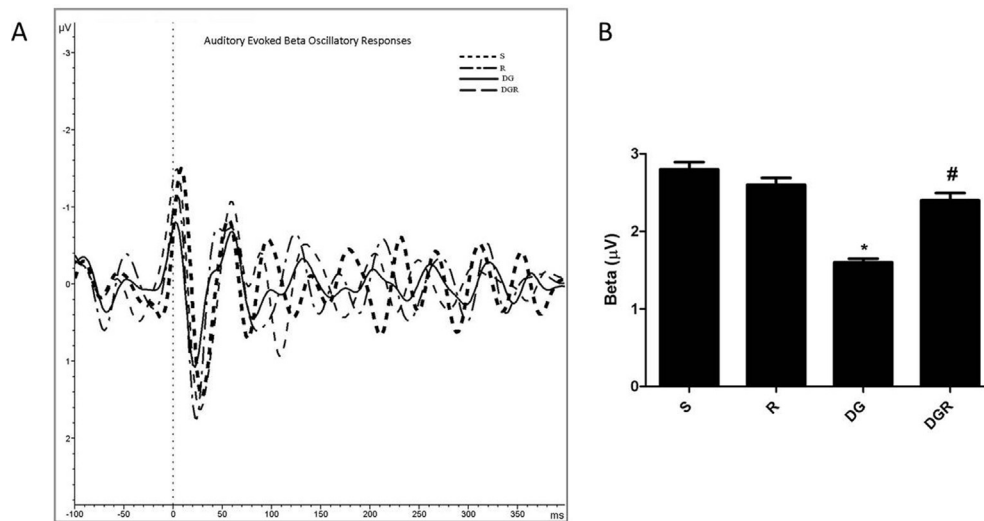 A
µV
Auditory Evoked Beta Oscillatory Responses
S
R
DG
DGR
-3
-2
-1
0
1
2
-100 -50 0 50 100 150 200 250 300 350 ms
B
Beta (µV)
3
2
1
0
*
#
S R DG DGR